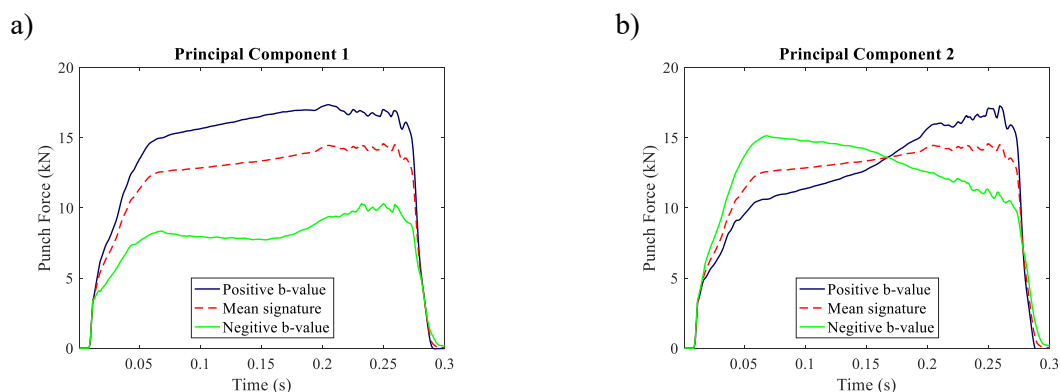 a)
Principal Component 1
20
15
10
5
0
Punch Force (kN)
0.05 0.1 0.15 0.2 0.25 0.3
Time (s)
Positive b-value
Mean signature
Negitive b-value
b)
Principal Component 2
20
15
10
5
0
Punch Force (kN)
0.05 0.1 0.15 0.2 0.25 0.3
Time (s)
Positive b-value
Mean signature
Negitive b-value